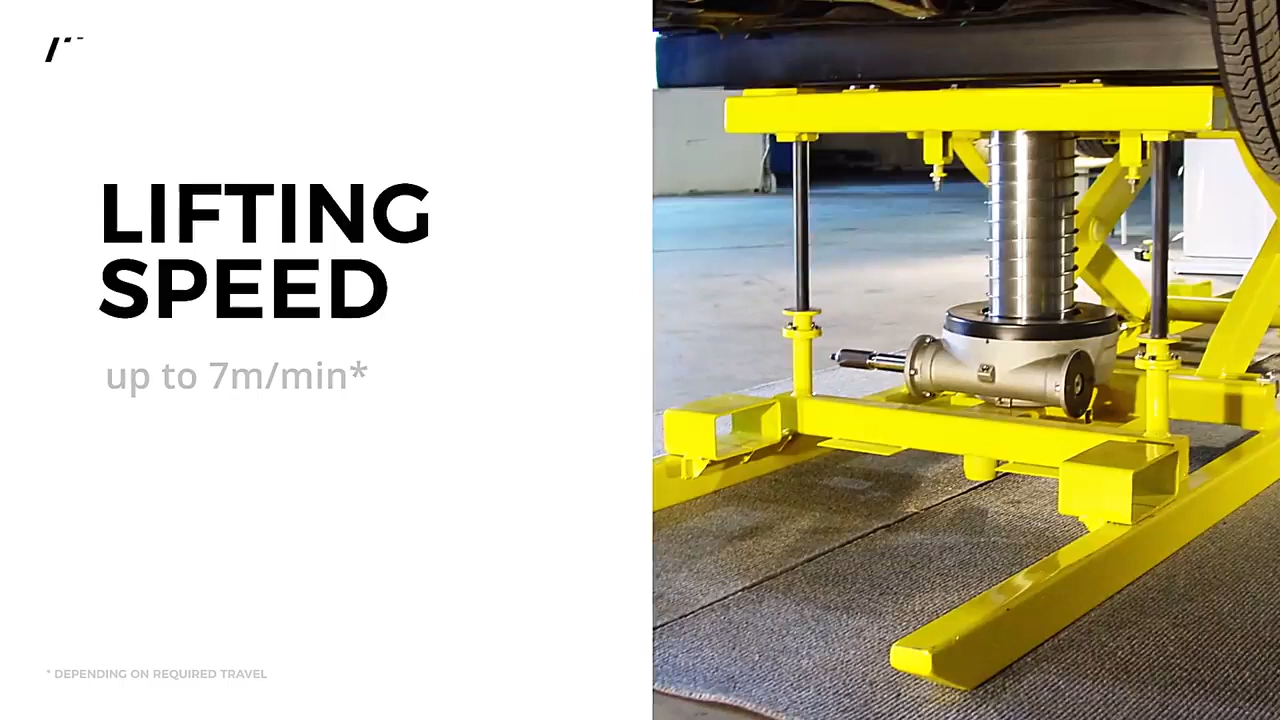 LIFTING
SPEED
up to 7m/min*
* DEPENDING ON REQUIRED TRAVEL